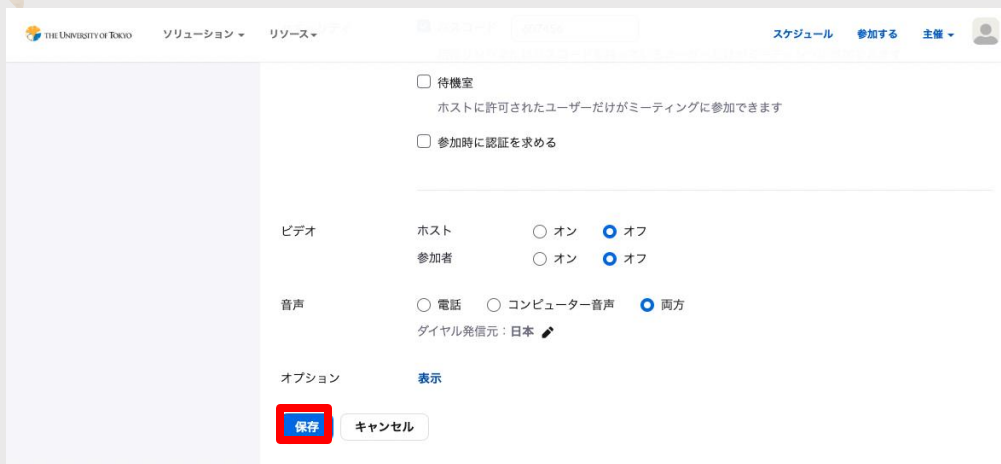 THE UNIVERSITY OF TOKYO ソリューション リソース スケジュール 参加する 主催
待機室
ホストに許可されたユーザーだけがミーティングに参加できます
参加時に認証を求める
ビデオ ホスト オン オフ
参加者 オン オフ
音声 電話 コンピューター音声 両方
ダイヤル発信元：日本
オプション 表示
保存 キャンセル